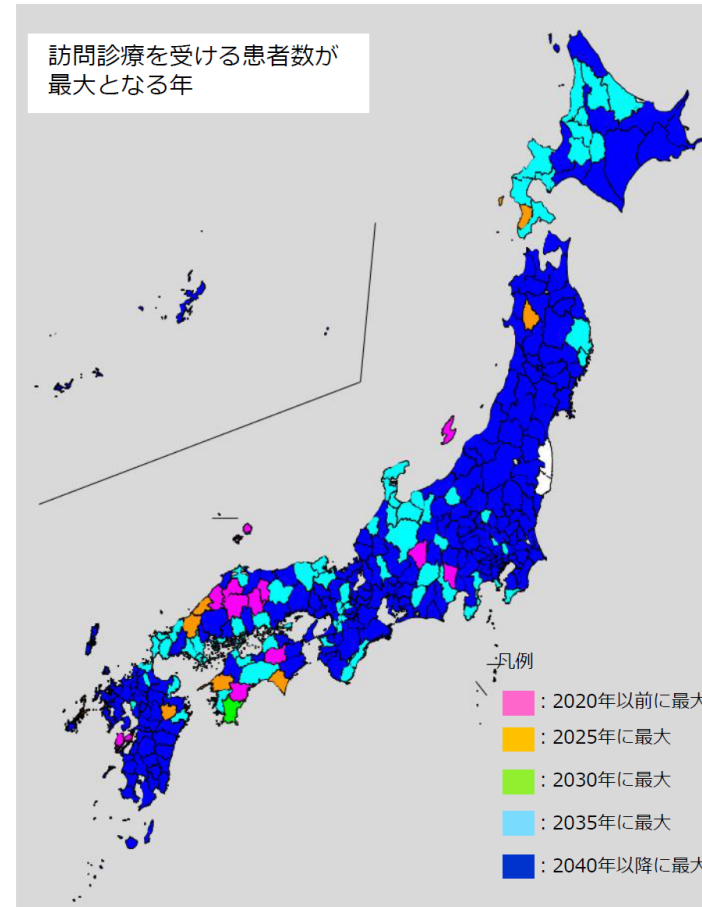 訪問診療を受ける患者数が
最大となる年
凡例
：2020年以前に最大
：2025年に最大
：2030年に最大
：2035年に最大
：2040年以降に最大